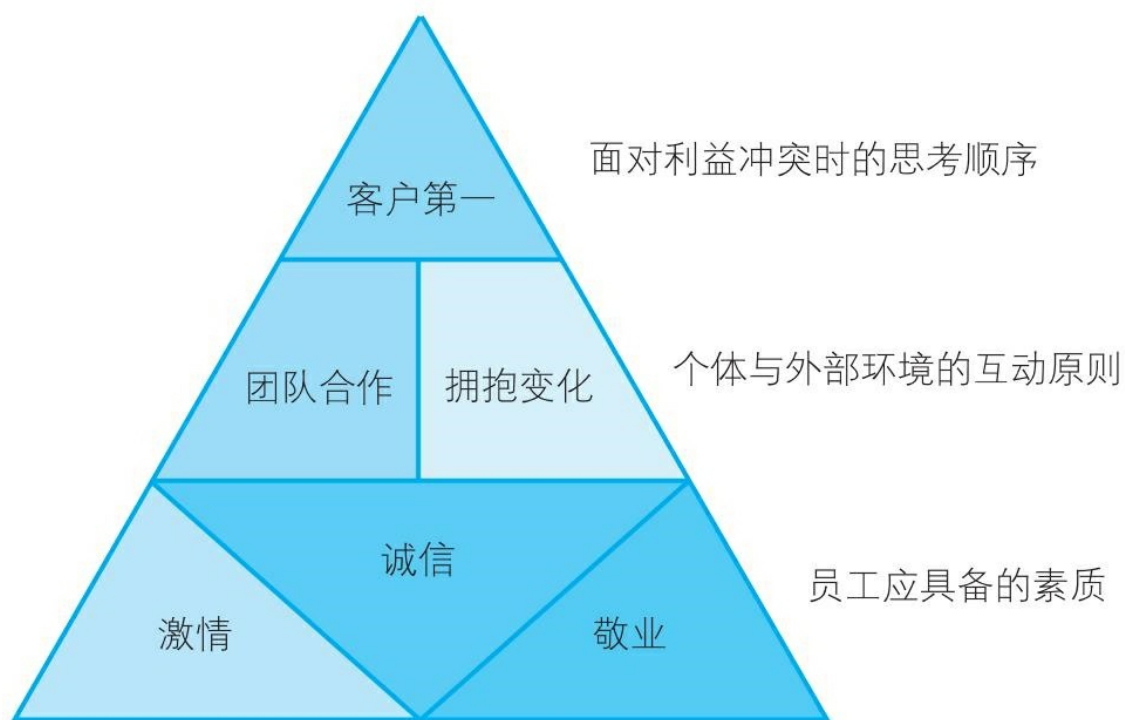 面对利益冲突时的思考顺序
客户第一
个体与外部环境的互动原则
团队合作
拥抱变化
诚信
员工应具备的素质
激情
敬业